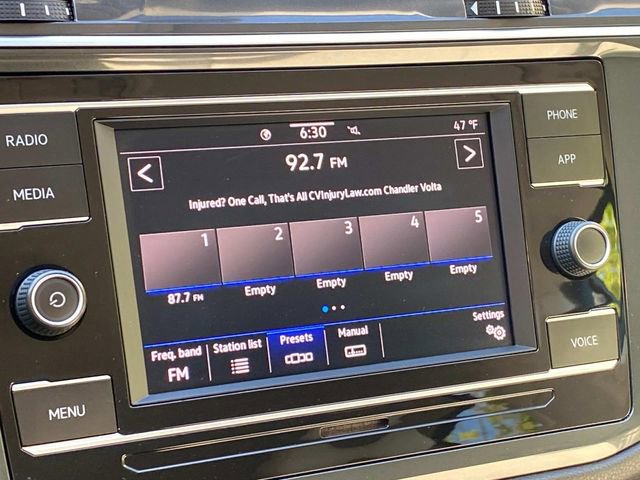 RADIO
MEDIA
MENU
PHONE
APP
VOICE
6:30
47 °F
92.7 FM
Injured? One Call, That's All CVInjuryLaw.com Chandler Volta
1
2
3
4
5
87.7 FM
Empty
Empty
Empty
Empty
Freq. band
FM
Station list
Presets
Manual
Settings